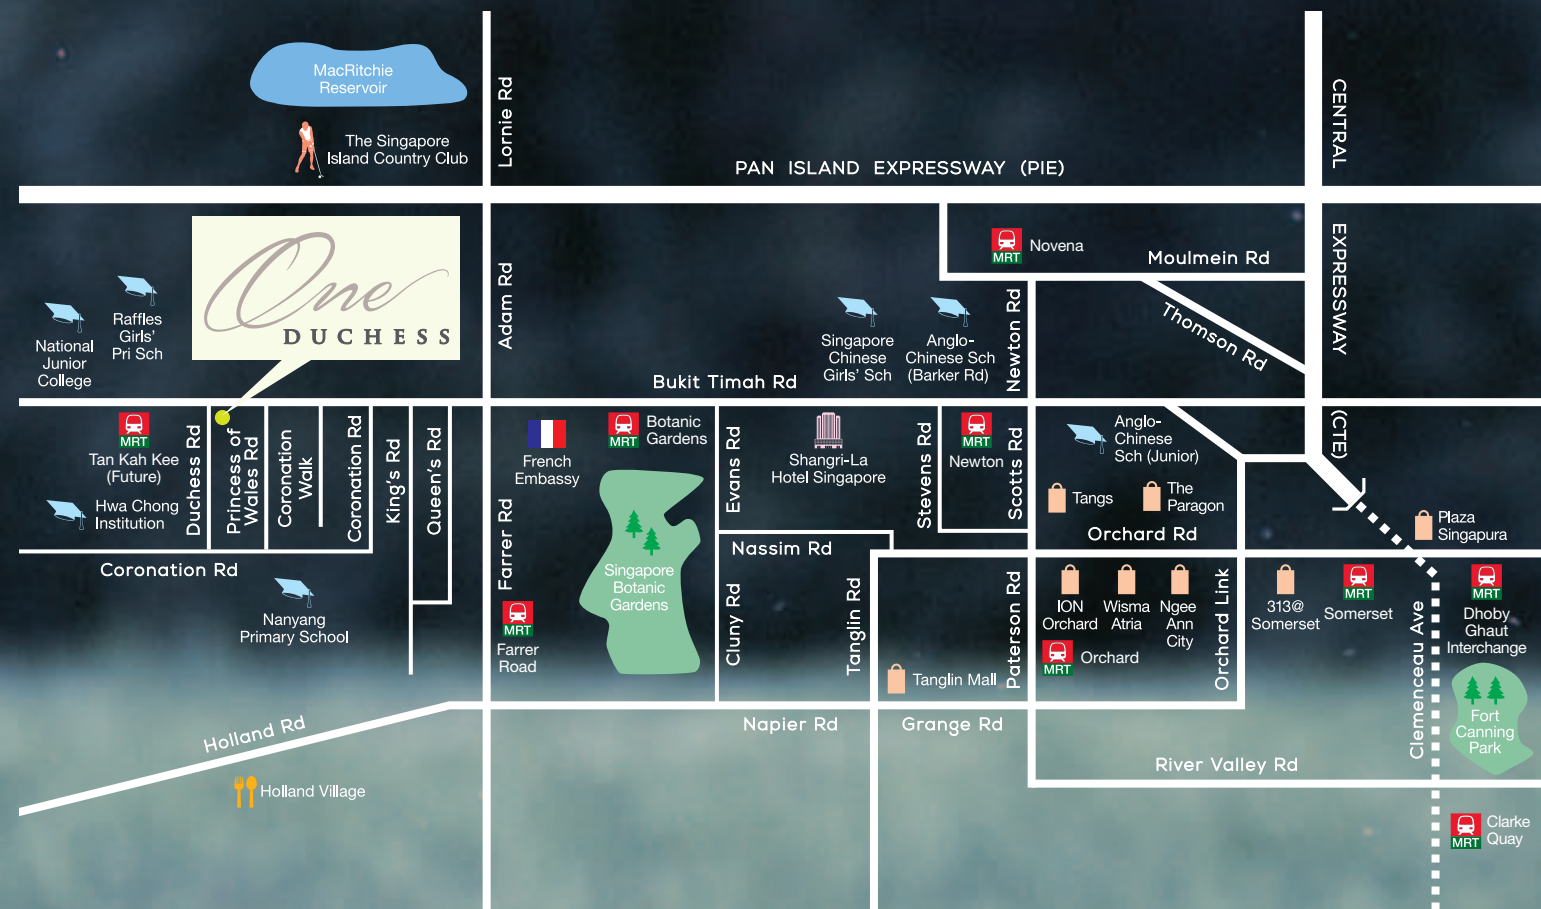 MacRitchie
Reservoir
The Singapore
Island Country Club
Lornie Rd
PAN ISLAND EXPRESSWAY (PIE)
CENTRAL
EXPRESSWAY
(CTE)
One
DUCHESS
National
Junior
College
Raffles
Girls'
Pri Sch
Adam Rd
MRT
Novena
Moulmein Rd
Thomson Rd
Singapore
Chinese
Girls' Sch
Anglo-
Chinese Sch
(Barker Rd)
Newton Rd
Bukit Timah Rd
MRT
Tan Kah Kee
(Future)
Hwa Chong
Institution
Duchess Rd
Princess of
Wales Rd
Coronation
Walk
Coronation Rd
King's Rd
Queen's Rd
French
Embassy
MRT
Botanic
Gardens
Evans Rd
Shangri-La
Hotel Singapore
Stevens Rd
MRT
Newton
Scotts Rd
Anglo-
Chinese
Sch (Junior)
Tangs
The
Paragon
Plaza
Singapura
Orchard Rd
Nassim Rd
Coronation Rd
Nanyang
Primary School
Farrer Rd
MRT
Farrer
Road
Singapore
Botanic
Gardens
Cluny Rd
Tanglin Rd
Tanglin Mall
Paterson Rd
ION
Orchard
Wisma
Atria
Ngee
Ann
City
MRT
Orchard
Orchard Link
313@
Somerset
MRT
Somerset
Clemenceau Ave
MRT
Dhoby
Ghaut
Interchange
Fort
Canning
Park
Holland Rd
Napier Rd
Grange Rd
River Valley Rd
Holland Village
MRT
Clarke
Quay